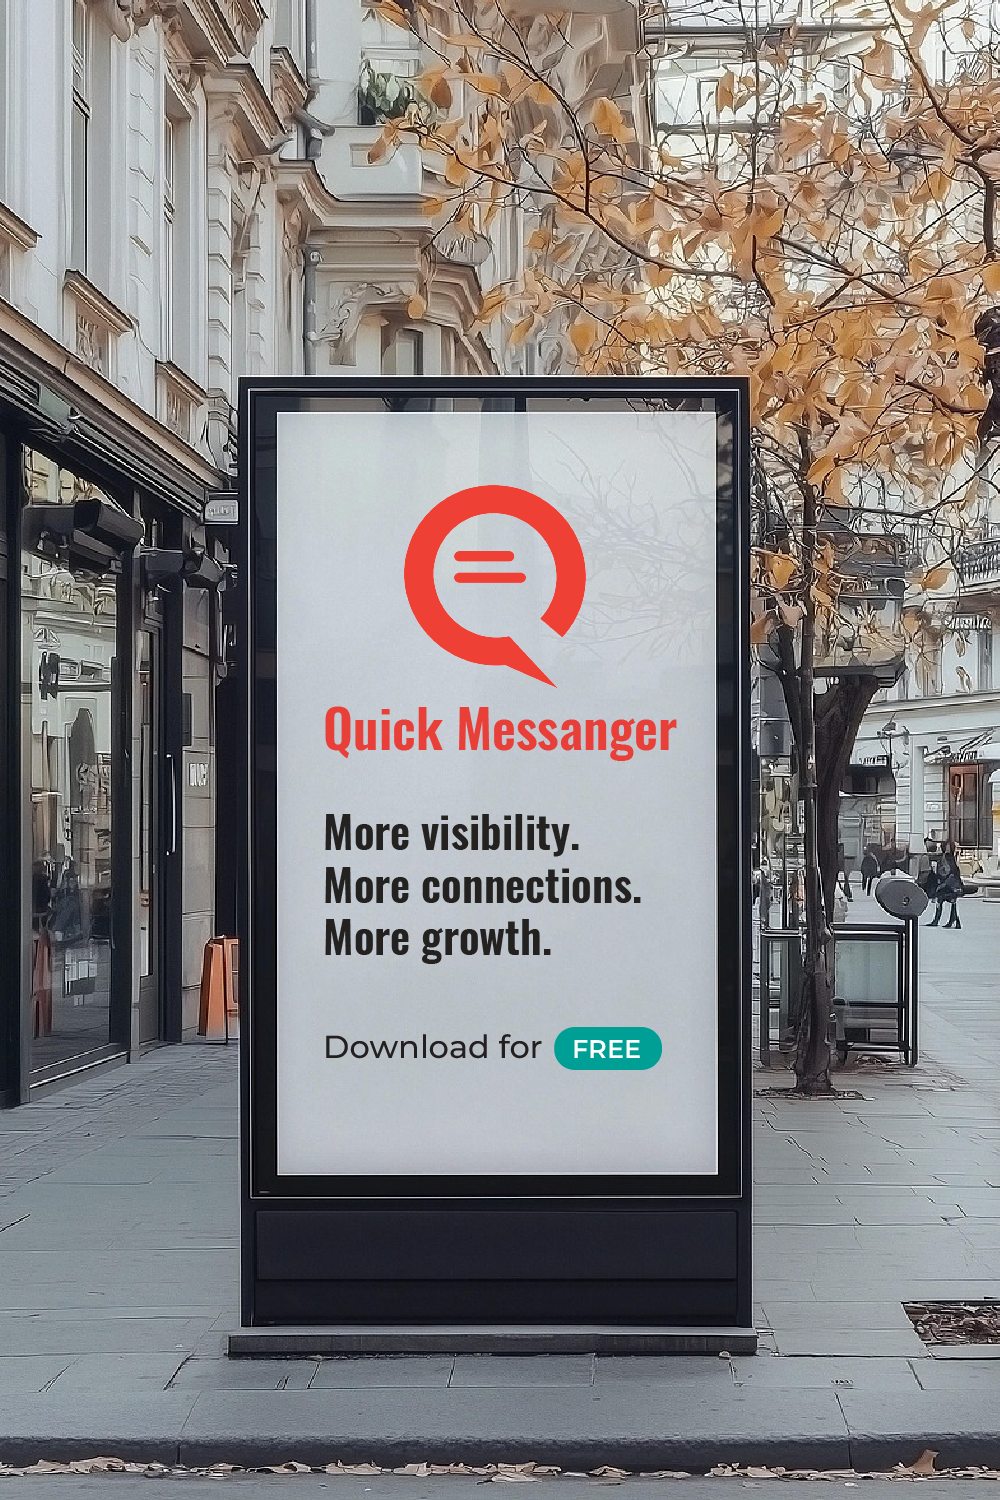 Quick Messanger
More visibility.
More connections.
More growth.
Download for FREE